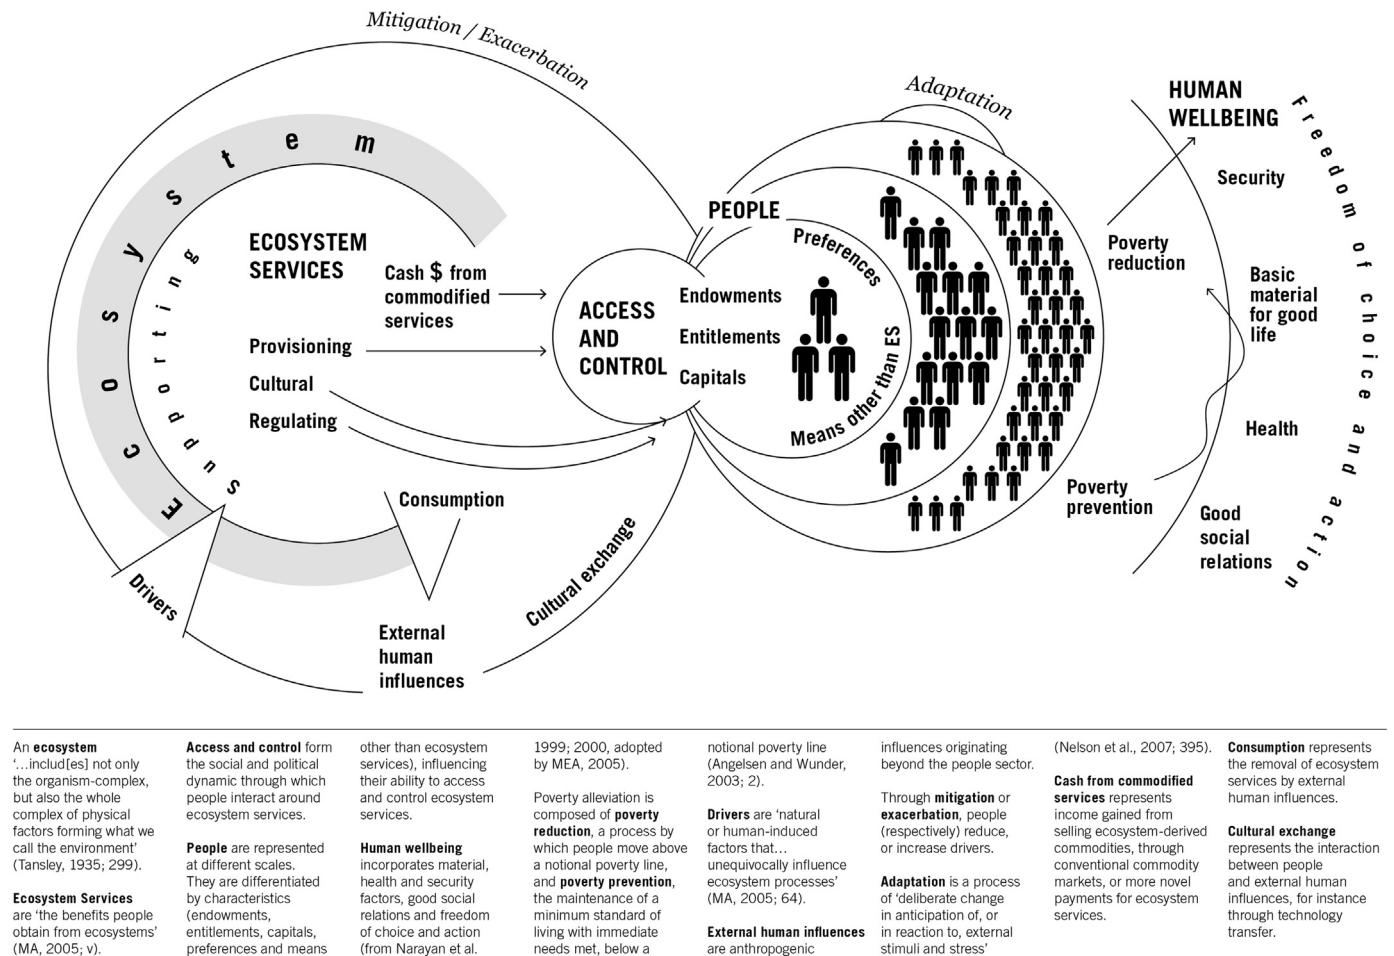 Mitigation / Exacerbation
Adaptation
Ecosystem
supporting
ECOSYSTEM
SERVICES
Cash $ from
commodified
services
Provisioning
Cultural
Regulating
Consumption
Drivers
External
human
influences
Cultural exchange
ACCESS
AND
CONTROL
PEOPLE
Endowments
Entitlements
Capitals
Preferences
Means other than ES
HUMAN
WELLBEING
Freedom of choice and action
Security
Poverty
reduction
Basic
material
for good
life
Health
Poverty
prevention
Good
social
relations
An ecosystem
‘…includ[es] not only
the organism-complex,
but also the whole
complex of physical
factors forming what we
call the environment’
(Tansley, 1935; 299).
Ecosystem Services
are ‘the benefits people
obtain from ecosystems’
(MA, 2005; v).
Access and control form
the social and political
dynamic through which
people interact around
ecosystem services.
People are represented
at different scales.
They are differentiated
by characteristics
(endowments,
entitlements, capitals,
preferences and means
other than ecosystem
services), influencing
their ability to access
and control ecosystem
services.
Human wellbeing
incorporates material,
health and security
factors, good social
relations and freedom
of choice and action
(from Narayan et al.
1999; 2000, adopted
by MEA, 2005).
Poverty alleviation is
composed of poverty
reduction, a process by
which people move above
a notional poverty line,
and poverty prevention,
the maintenance of a
minimum standard of
living with immediate
needs met, below a
notional poverty line
(Angelsen and Wunder,
2003; 2).
Drivers are ‘natural
or human-induced
factors that…
unequivocally influence
ecosystem processes’
(MA, 2005; 64).
External human influences
are anthropogenic
influences originating
beyond the people sector.
Through mitigation or
exacerbation, people
(respectively) reduce,
or increase drivers.
Adaptation is a process
of ‘deliberate change
in anticipation of, or
in reaction to, external
stimuli and stress’
(Nelson et al., 2007; 395).
Cash from commodified
services represents
income gained from
selling ecosystem-derived
commodities, through
conventional commodity
markets, or more novel
payments for ecosystem
services.
Consumption represents
the removal of ecosystem
services by external
human influences.
Cultural exchange
represents the interaction
between people
and external human
influences, for instance
through technology
transfer.